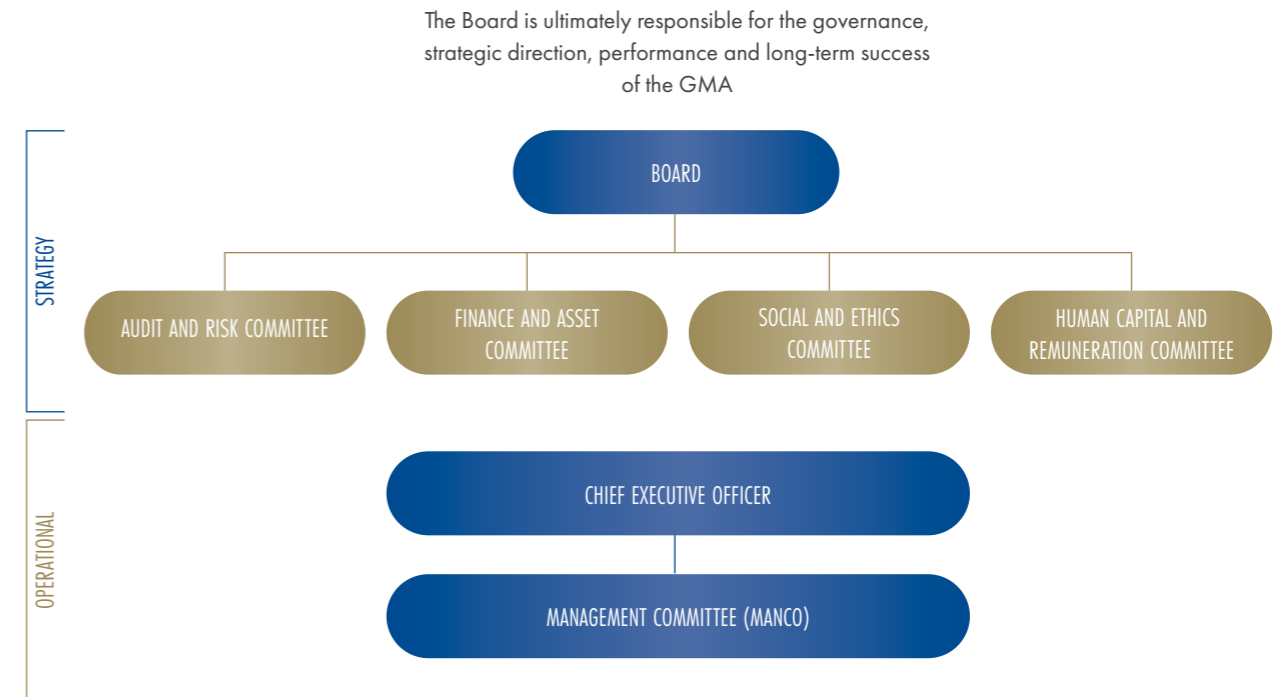 The Board is ultimately responsible for the governance,
strategic direction, performance and long-term success
of the GMA
STRATEGY
BOARD
AUDIT AND RISK COMMITTEE
FINANCE AND ASSET
COMMITTEE
SOCIAL AND ETHICS
COMMITTEE
HUMAN CAPITAL AND
REMUNERATION COMMITTEE
OPERATIONAL
CHIEF EXECUTIVE OFFICER
MANAGEMENT COMMITTEE (MANCO)